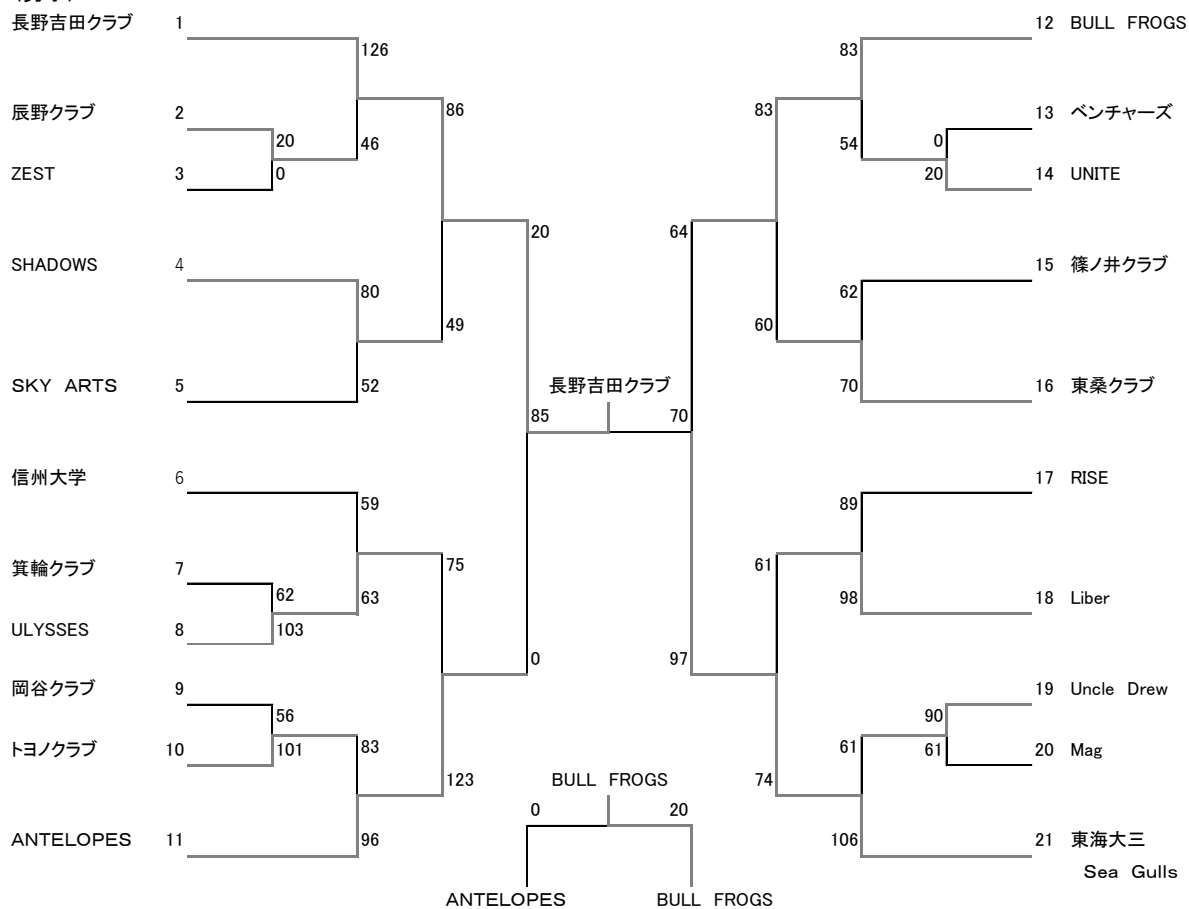 長野吉田クラブ 1
126
辰野クラブ 2
20
46
ZEST 3
0
86
SHADOWS 4
80
49
SKY ARTS 5
52
20
信州大学 6
59
箕輪クラブ 7
62
63
ULYSSES 8
103
75
岡谷クラブ 9
56
トヨノクラブ 10
101
83
123
ANTELOPES 11
96
0
長野吉田クラブ
85 70
12 BULL FROGS
83
13 ベンチャーズ
0
54
14 UNITE
20
83
15 篠ノ井クラブ
62
60
16 東桑クラブ
70
64
17 RISE
89
61
18 Liber
98
19 Uncle Drew
90
20 Mag
61
61
74
21 東海大三
Sea Gulls
106
97
BULL FROGS
0 20
ANTELOPES BULL FROGS